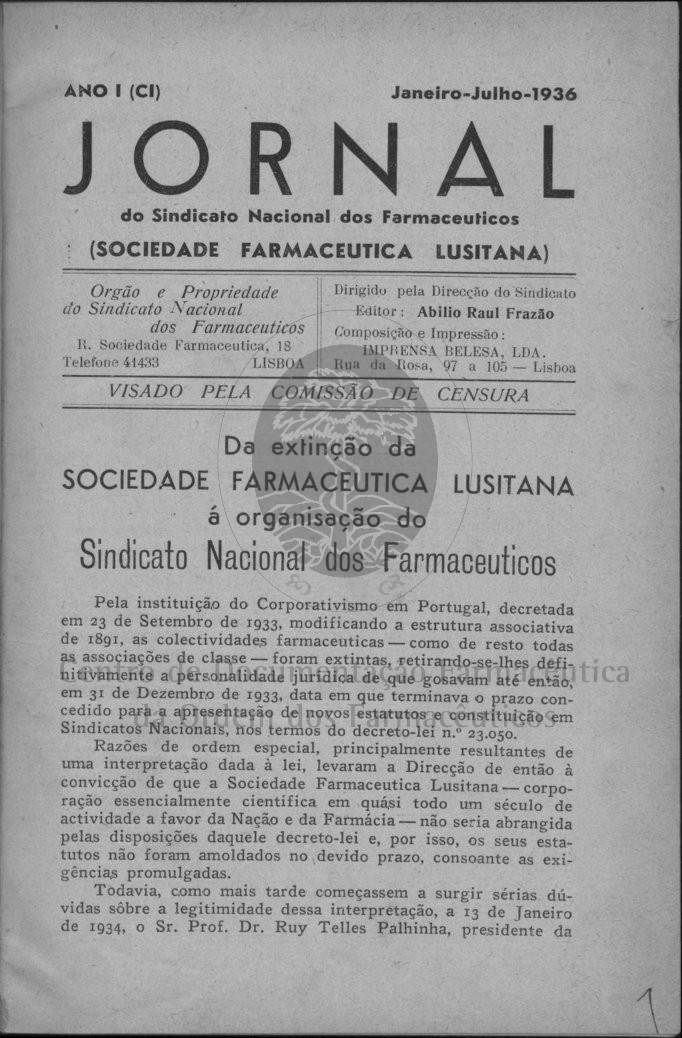 ANO I (CI) Janeiro-Julho-1936
JORNAL
do Sindicato Nacional dos Farmaceuticos
(SOCIEDADE FARMACEUTICA LUSITANA)
Orgão e Propriedade
do Sindicato Nacional
dos Farmaceuticos
R. Sociedade Farmaceutica, 18
Telefone 41433 LISBOA
Dirigido pela Direcção do Sindicato
Editor: Abilio Raul Frazão
Composição e Impressão:
IMPRENSA BELESA, LDA.
Rua da Rosa, 97 a 105 — Lisboa
VISADO PELA COMISSÃO DE CENSURA
Da extinção da
SOCIEDADE FARMACEUTICA LUSITANA
á organisação do
Sindicato Nacional dos Farmaceuticos
Pela instituição do Corporativismo em Portugal, decretada
em 23 de Setembro de 1933, modificando a estrutura associativa
de 1891, as colectividades farmaceuticas — como de resto todas
as associações de classe — foram extintas, retirando-se-lhes defi-
nitivamente a personalidade jurídica de que gosavam até então,
em 31 de Dezembro de 1933, data em que terminava o prazo con-
cedido para a apresentação de novos estatutos e constituição em
Sindicatos Nacionais, nos termos do decreto-lei n.º 23.050.
Razões de ordem especial, principalmente resultantes de
uma interpretação dada à lei, levaram a Direcção de então à
convicção de que a Sociedade Farmaceutica Lusitana — corpo-
ração essencialmente científica em quási todo um século de
actividade a favor da Nação e da Farmácia — não seria abrangida
pelas disposições daquele decreto-lei e, por isso, os seus esta-
tutos não foram amoldados no devido prazo, consoante as exi-
gências promulgadas.
Todavia, como mais tarde começassem a surgir sérias dú-
vidas sôbre a legitimidade dessa interpretação, a 13 de Janeiro
de 1934, o Sr. Prof. Dr. Ruy Telles Palhinha, presidente da
Centro de Documentação Farmacêutica
da Ordem dos Farmacêuticos
1